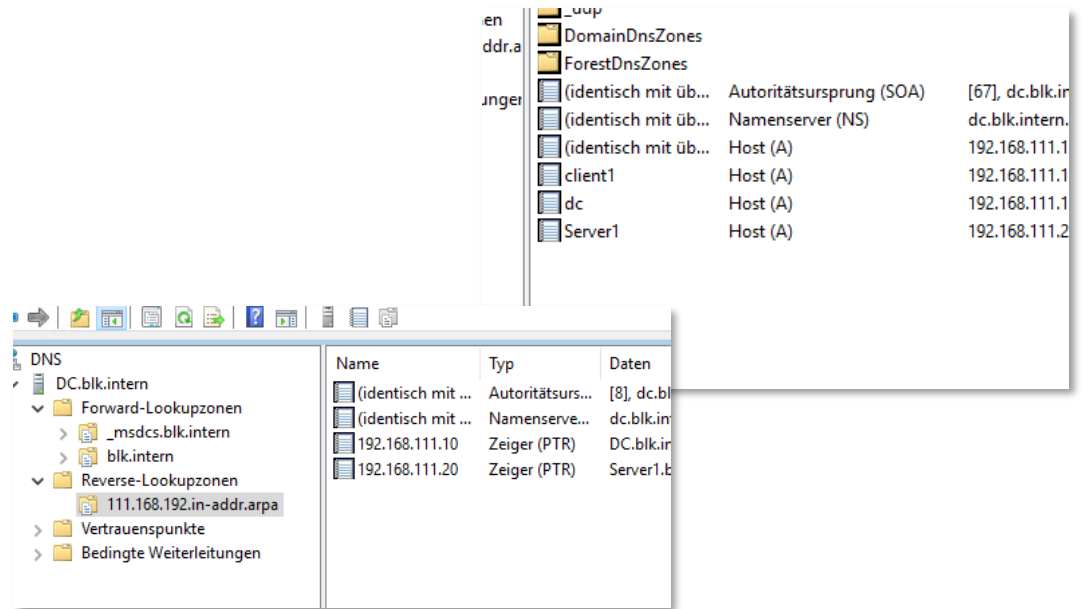 _udp
en
DomainDnsZones
ddr.a
ForestDnsZones
ungen
(identisch mit üb... Autoritätsursprung (SOA) [67], dc.blk.in
(identisch mit üb... Namenserver (NS) dc.blk.intern.
(identisch mit üb... Host (A) 192.168.111.1
client1 Host (A) 192.168.111.1
dc Host (A) 192.168.111.1
Server1 Host (A) 192.168.111.2
DNS
DC.blk.intern
Forward-Lookupzonen
_msdcs.blk.intern
blk.intern
Reverse-Lookupzonen
111.168.192.in-addr.arpa
Vertrauenspunkte
Bedingte Weiterleitungen
Name Typ Daten
(identisch mit ... Autoritätsurs... [8], dc.bl
(identisch mit ... Namenserve... dc.blk.in
192.168.111.10 Zeiger (PTR) DC.blk.in
192.168.111.20 Zeiger (PTR) Server1.b